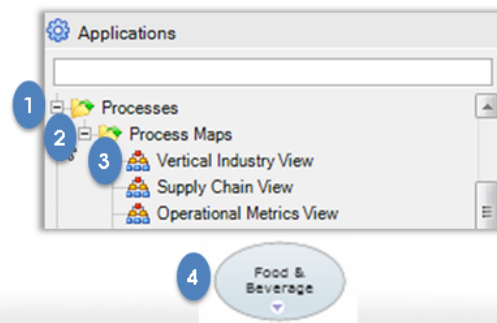 Applications
1 Processes
2 Process Maps
3 Vertical Industry View
Supply Chain View
Operational Metrics View
4 Food &
Beverage